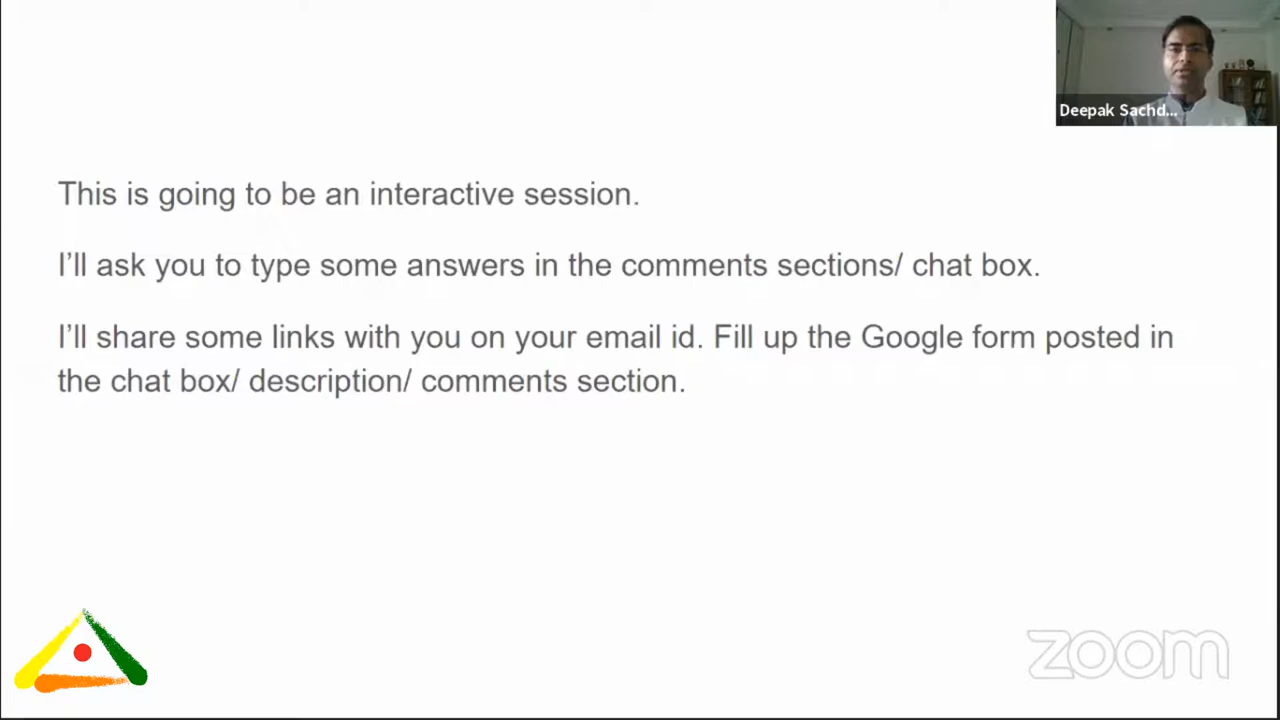 Deepak Sachd...
This is going to be an interactive session.
I'll ask you to type some answers in the comments sections/ chat box.
I'll share some links with you on your email id. Fill up the Google form posted in
the chat box/ description/ comments section.
zoom